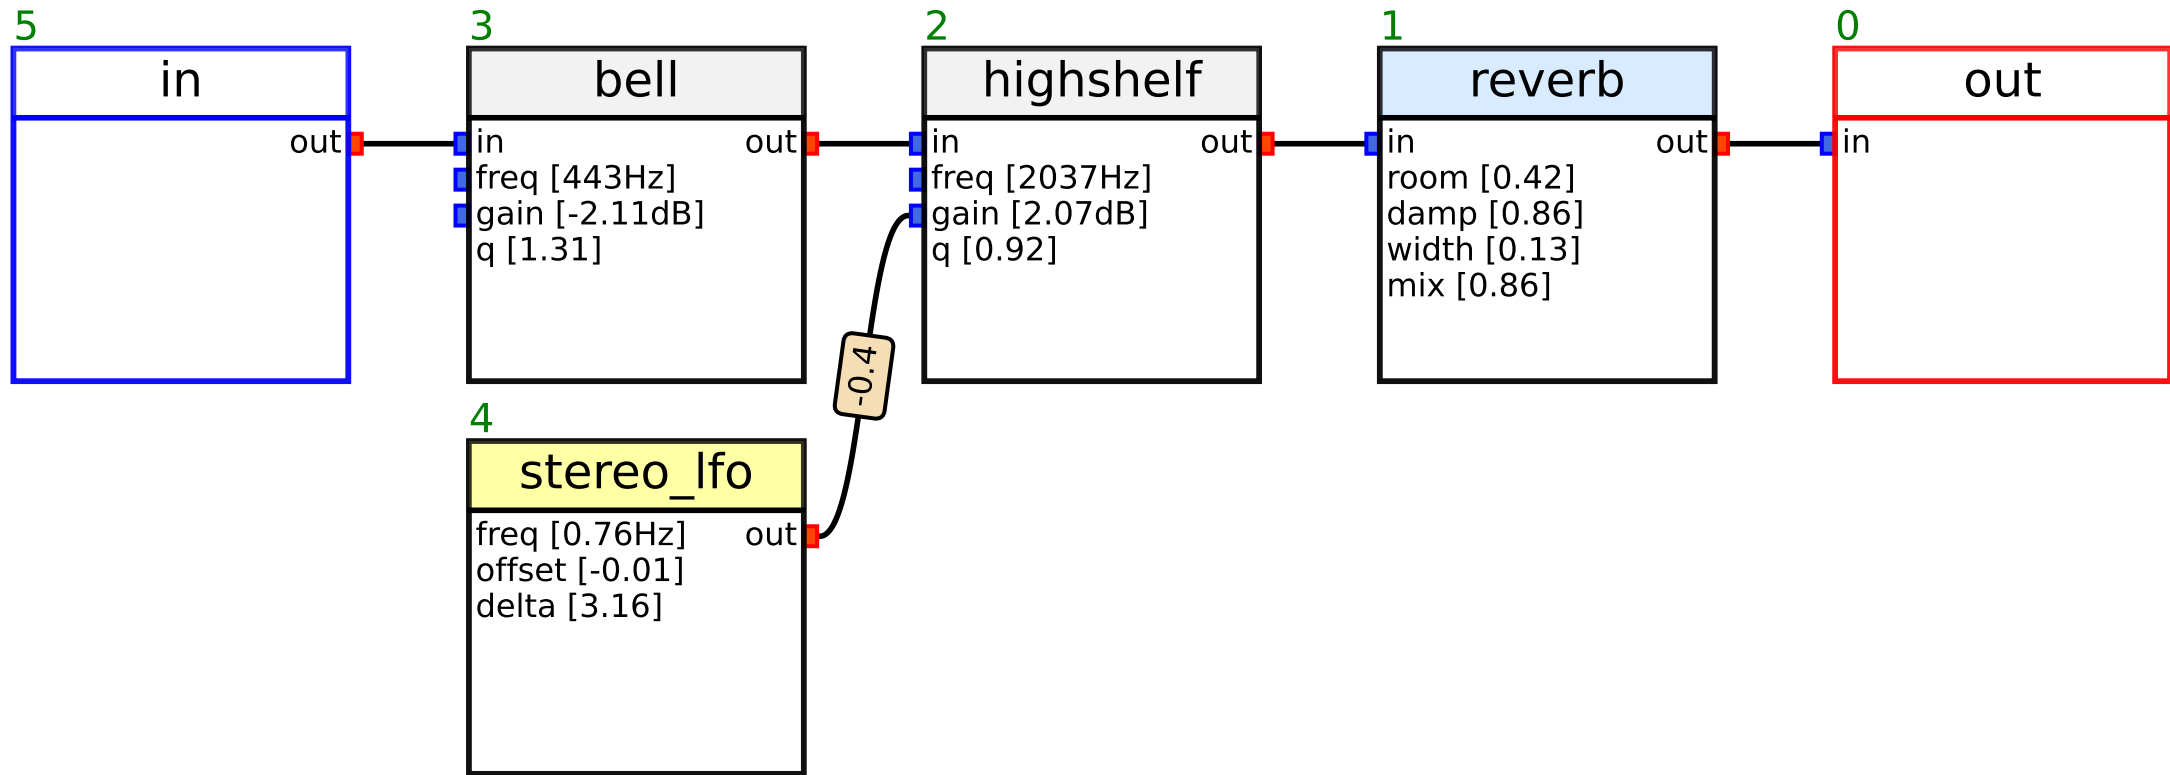 5
in
out
3
bell
in
out
freq [443Hz]
gain [-2.11dB]
q [1.31]
2
highshelf
in
out
freq [2037Hz]
gain [2.07dB]
q [0.92]
1
reverb
in
out
room [0.42]
damp [0.86]
width [0.13]
mix [0.86]
0
out
in
-0.4
4
stereo_lfo
freq [0.76Hz]
out
offset [-0.01]
delta [3.16]